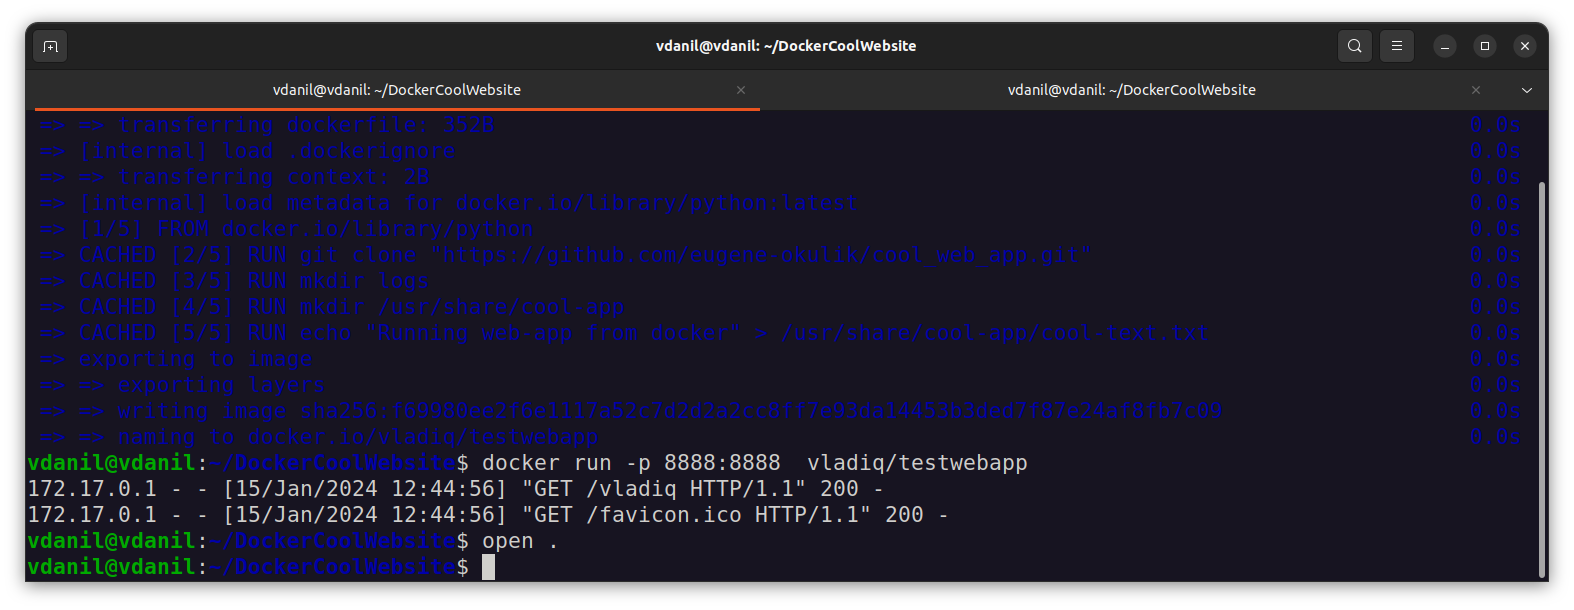 vdanil@vdanil: ~/DockerCoolWebsite
vdanil@vdanil: ~/DockerCoolWebsite × vdanil@vdanil: ~/DockerCoolWebsite ×
=> => transferring dockerfile: 352B 0.0s
=> [internal] load .dockerignore 0.0s
=> => transferring context: 2B 0.0s
=> [internal] load metadata for docker.io/library/python:latest 0.0s
=> [1/5] FROM docker.io/library/python 0.0s
=> CACHED [2/5] RUN git clone "https://github.com/eugene-okulik/cool_web_app.git" 0.0s
=> CACHED [3/5] RUN mkdir logs 0.0s
=> CACHED [4/5] RUN mkdir /usr/share/cool-app 0.0s
=> CACHED [5/5] RUN echo "Running web-app from docker" > /usr/share/cool-app/cool-text.txt 0.0s
=> exporting to image 0.0s
=> => exporting layers 0.0s
=> => writing image sha256:f69980ee2f6e1117a52c7d2d2a2cc8ff7e93da14453b3ded7f87e24af8fb7c09 0.0s
=> => naming to docker.io/vladiq/testwebapp 0.0s
vdanil@vdanil:~/DockerCoolWebsite$ docker run -p 8888:8888  vladiq/testwebapp
172.17.0.1 - - [15/Jan/2024 12:44:56] "GET /vladiq HTTP/1.1" 200 -
172.17.0.1 - - [15/Jan/2024 12:44:56] "GET /favicon.ico HTTP/1.1" 200 -
vdanil@vdanil:~/DockerCoolWebsite$ open .
vdanil@vdanil:~/DockerCoolWebsite$